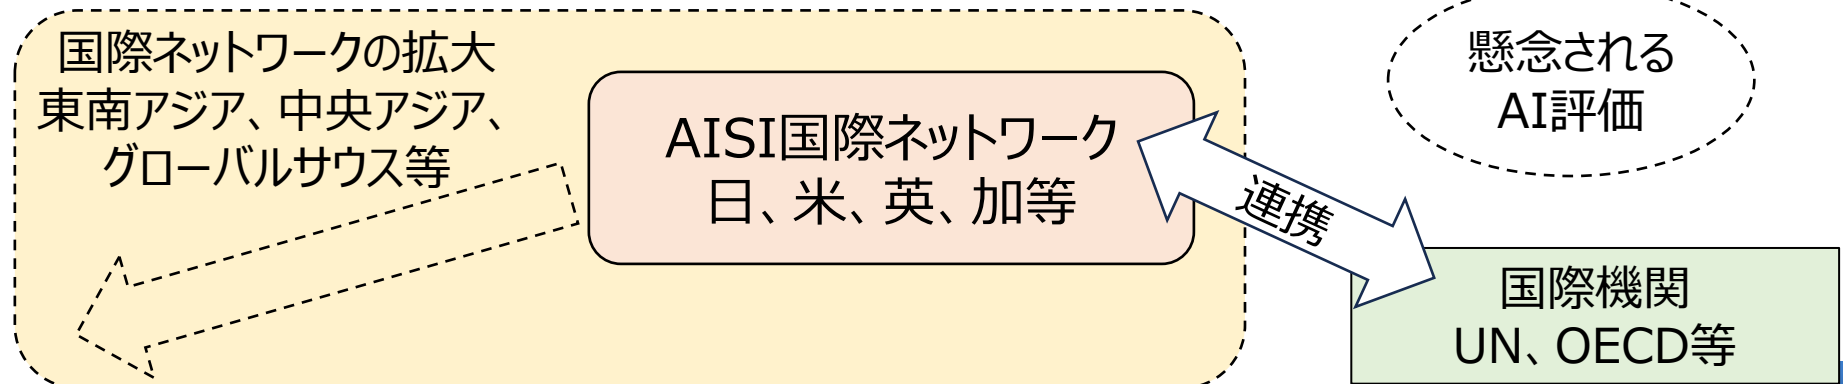 国際ネットワークの拡大
東南アジア、中央アジア、
グローバルサウス等
AISI国際ネットワーク
日、米、英、加等
連携
懸念される
AI評価
国際機関
UN、OECD等